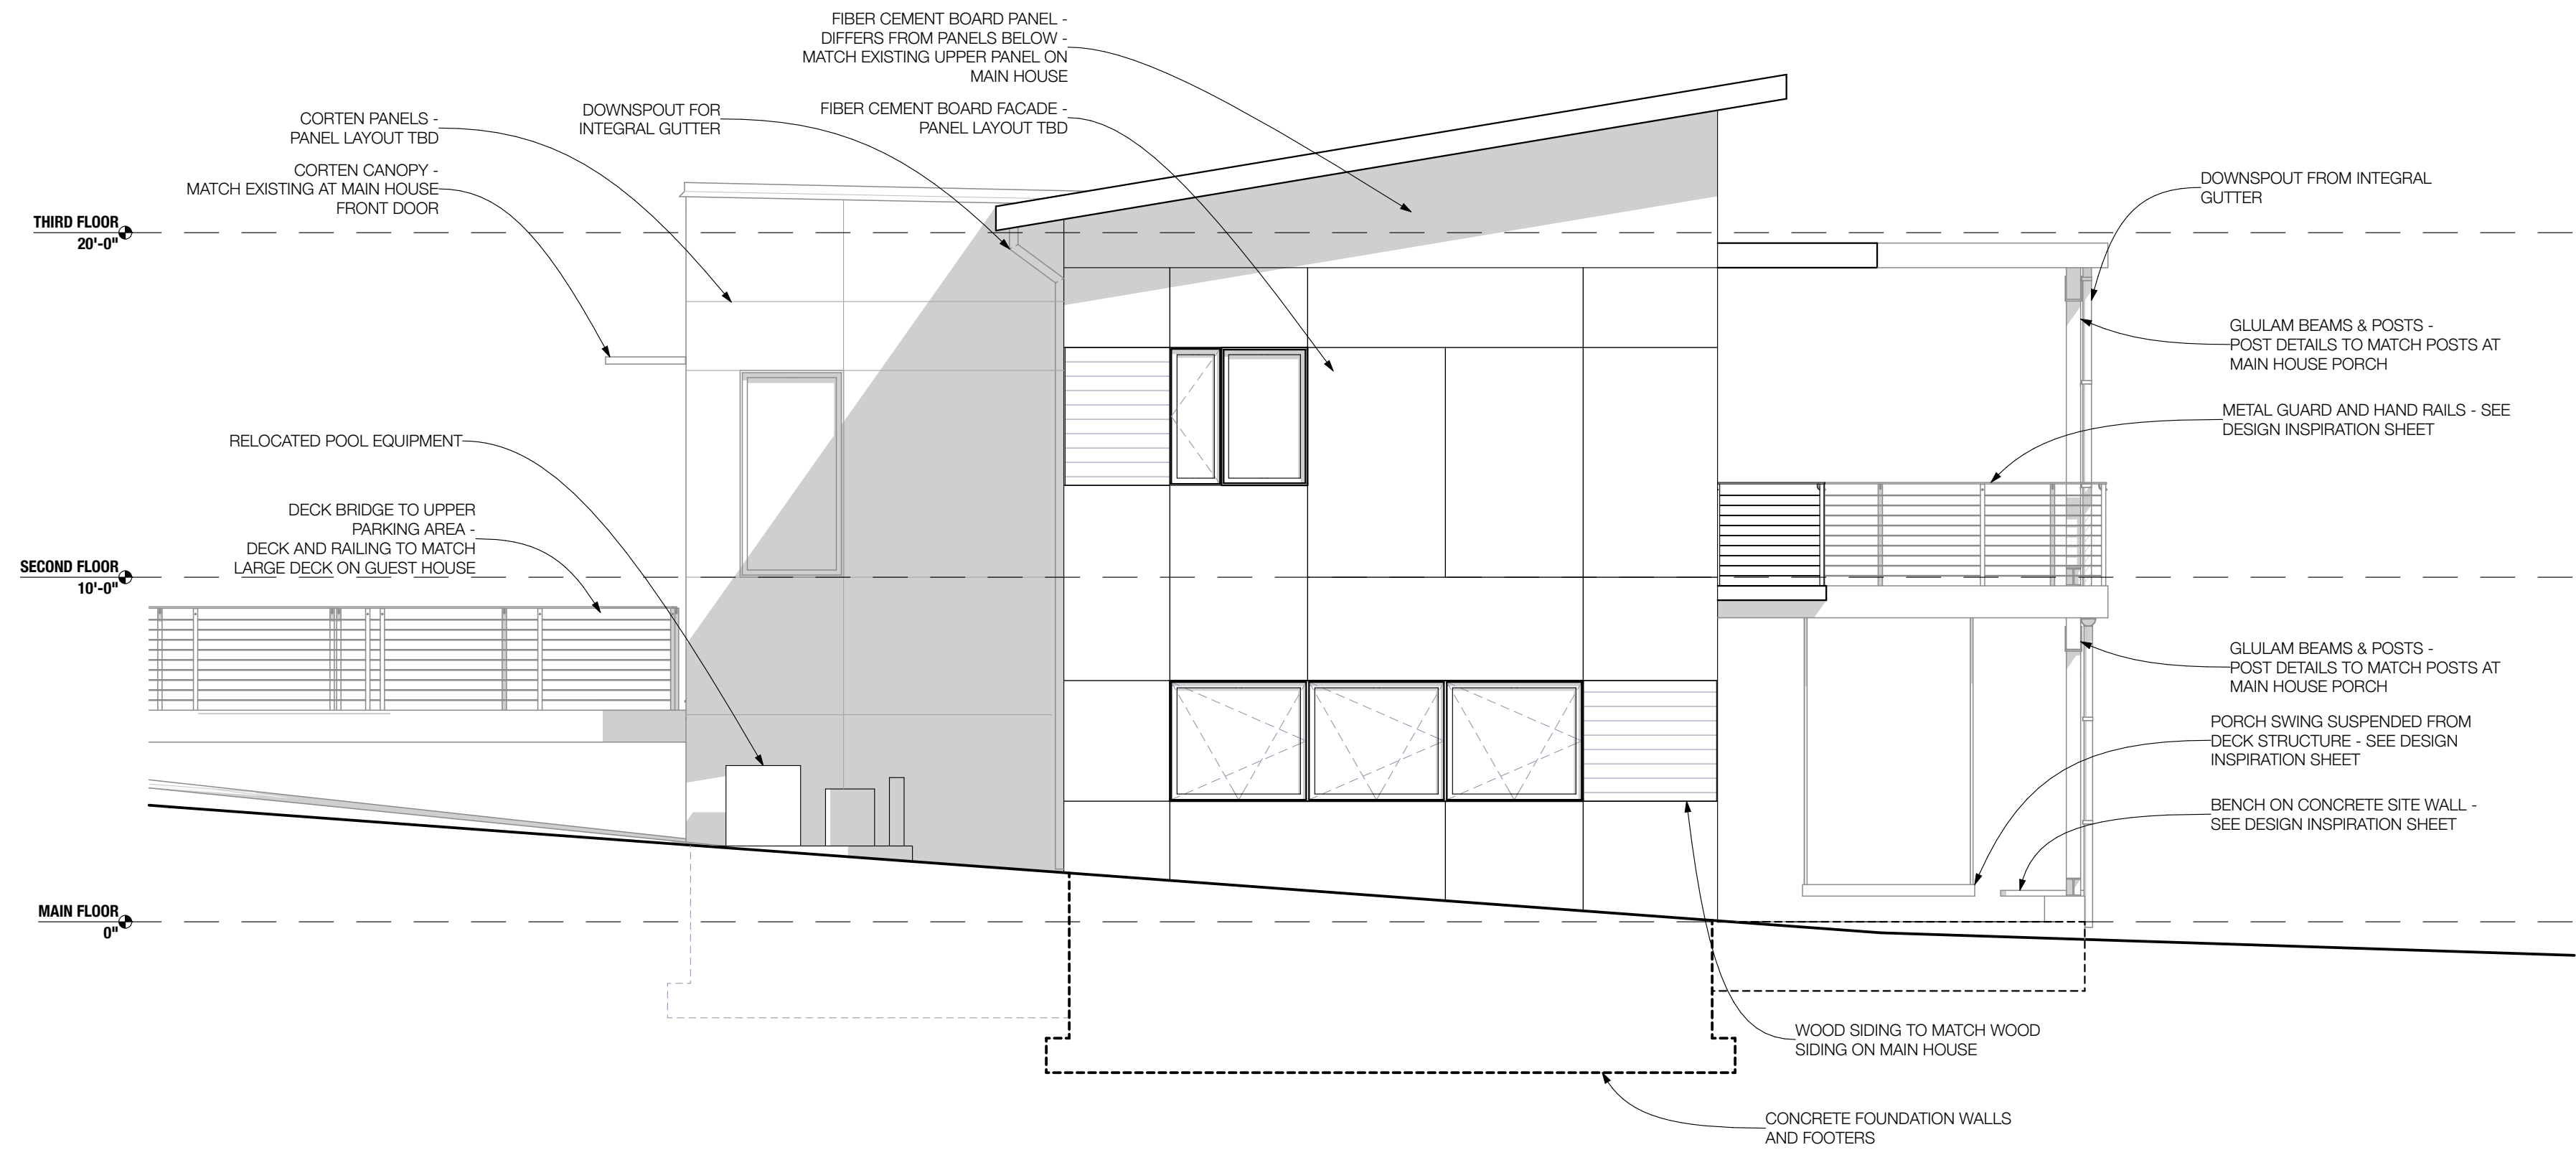 FIBER CEMENT BOARD PANEL -
DIFFERS FROM PANELS BELOW -
MATCH EXISTING UPPER PANEL ON
MAIN HOUSE
FIBER CEMENT BOARD FACADE -
PANEL LAYOUT TBD
DOWNSPOUT FOR
INTEGRAL GUTTER
CORTEN PANELS -
PANEL LAYOUT TBD
CORTEN CANOPY -
MATCH EXISTING AT MAIN HOUSE
FRONT DOOR
THIRD FLOOR
20'-0"
RELOCATED POOL EQUIPMENT
DECK BRIDGE TO UPPER
PARKING AREA -
DECK AND RAILING TO MATCH
LARGE DECK ON GUEST HOUSE
SECOND FLOOR
10'-0"
MAIN FLOOR
0"
DOWNSPOUT FROM INTEGRAL
GUTTER
GLULAM BEAMS & POSTS -
POST DETAILS TO MATCH POSTS AT
MAIN HOUSE PORCH
METAL GUARD AND HAND RAILS - SEE
DESIGN INSPIRATION SHEET
GLULAM BEAMS & POSTS -
POST DETAILS TO MATCH POSTS AT
MAIN HOUSE PORCH
PORCH SWING SUSPENDED FROM
DECK STRUCTURE - SEE DESIGN
INSPIRATION SHEET
BENCH ON CONCRETE SITE WALL -
SEE DESIGN INSPIRATION SHEET
WOOD SIDING TO MATCH WOOD
SIDING ON MAIN HOUSE
CONCRETE FOUNDATION WALLS
AND FOOTERS